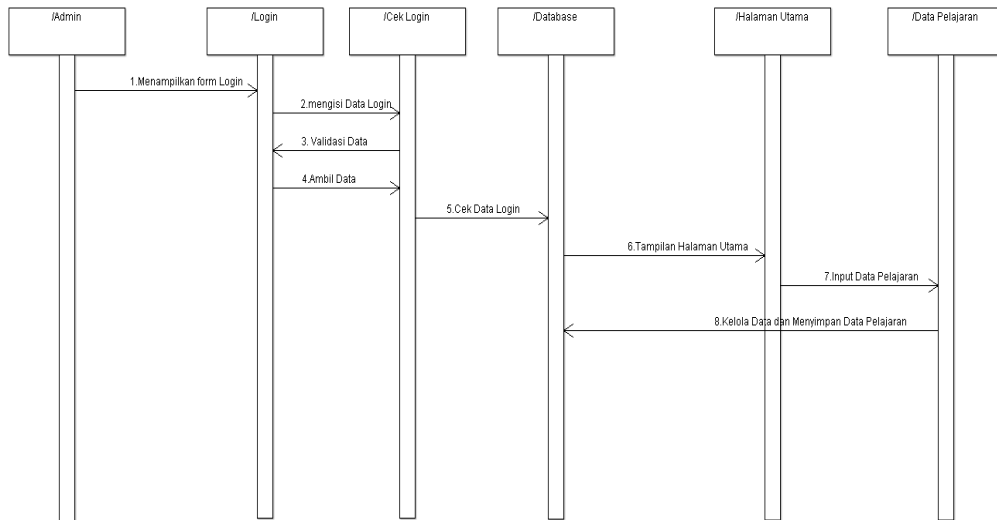 /Admin
/Login
/Cek Login
/Database
/Halaman Utama
/Data Pelajaran
1.Menampilkan form Login
2.mengisi Data Login
3. Validasi Data
4.Ambil Data
5.Cek Data Login
6.Tampilan Halaman Utama
7.Input Data Pelajaran
8.Kelola Data dan Menyimpan Data Pelajaran